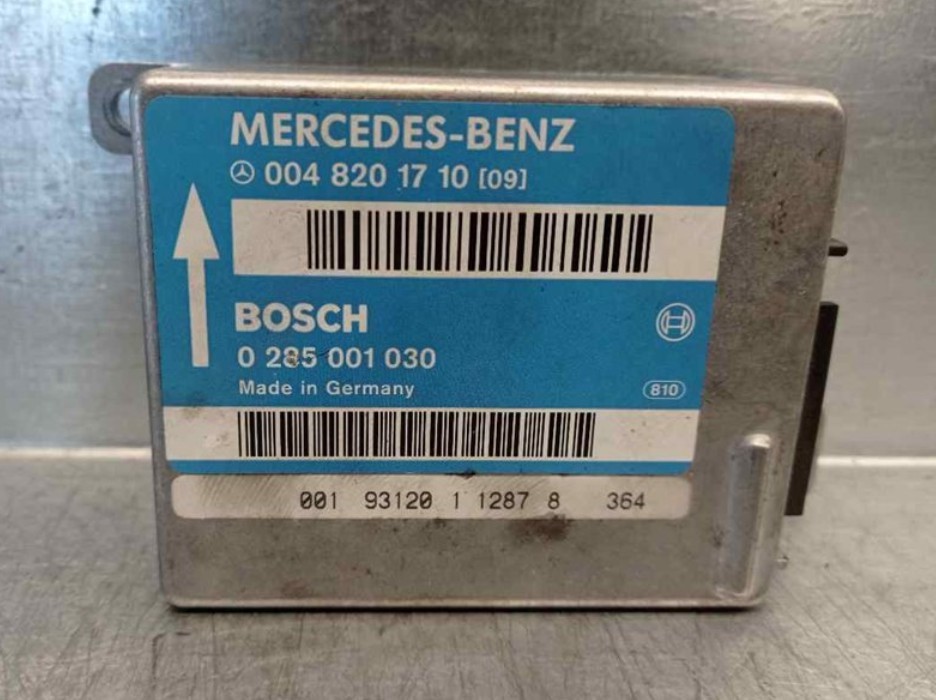 MERCEDES-BENZ
004 820 17 10 [09]
BOSCH
0 285 001 030
Made in Germany
810
001 93120 1 1287 8 364